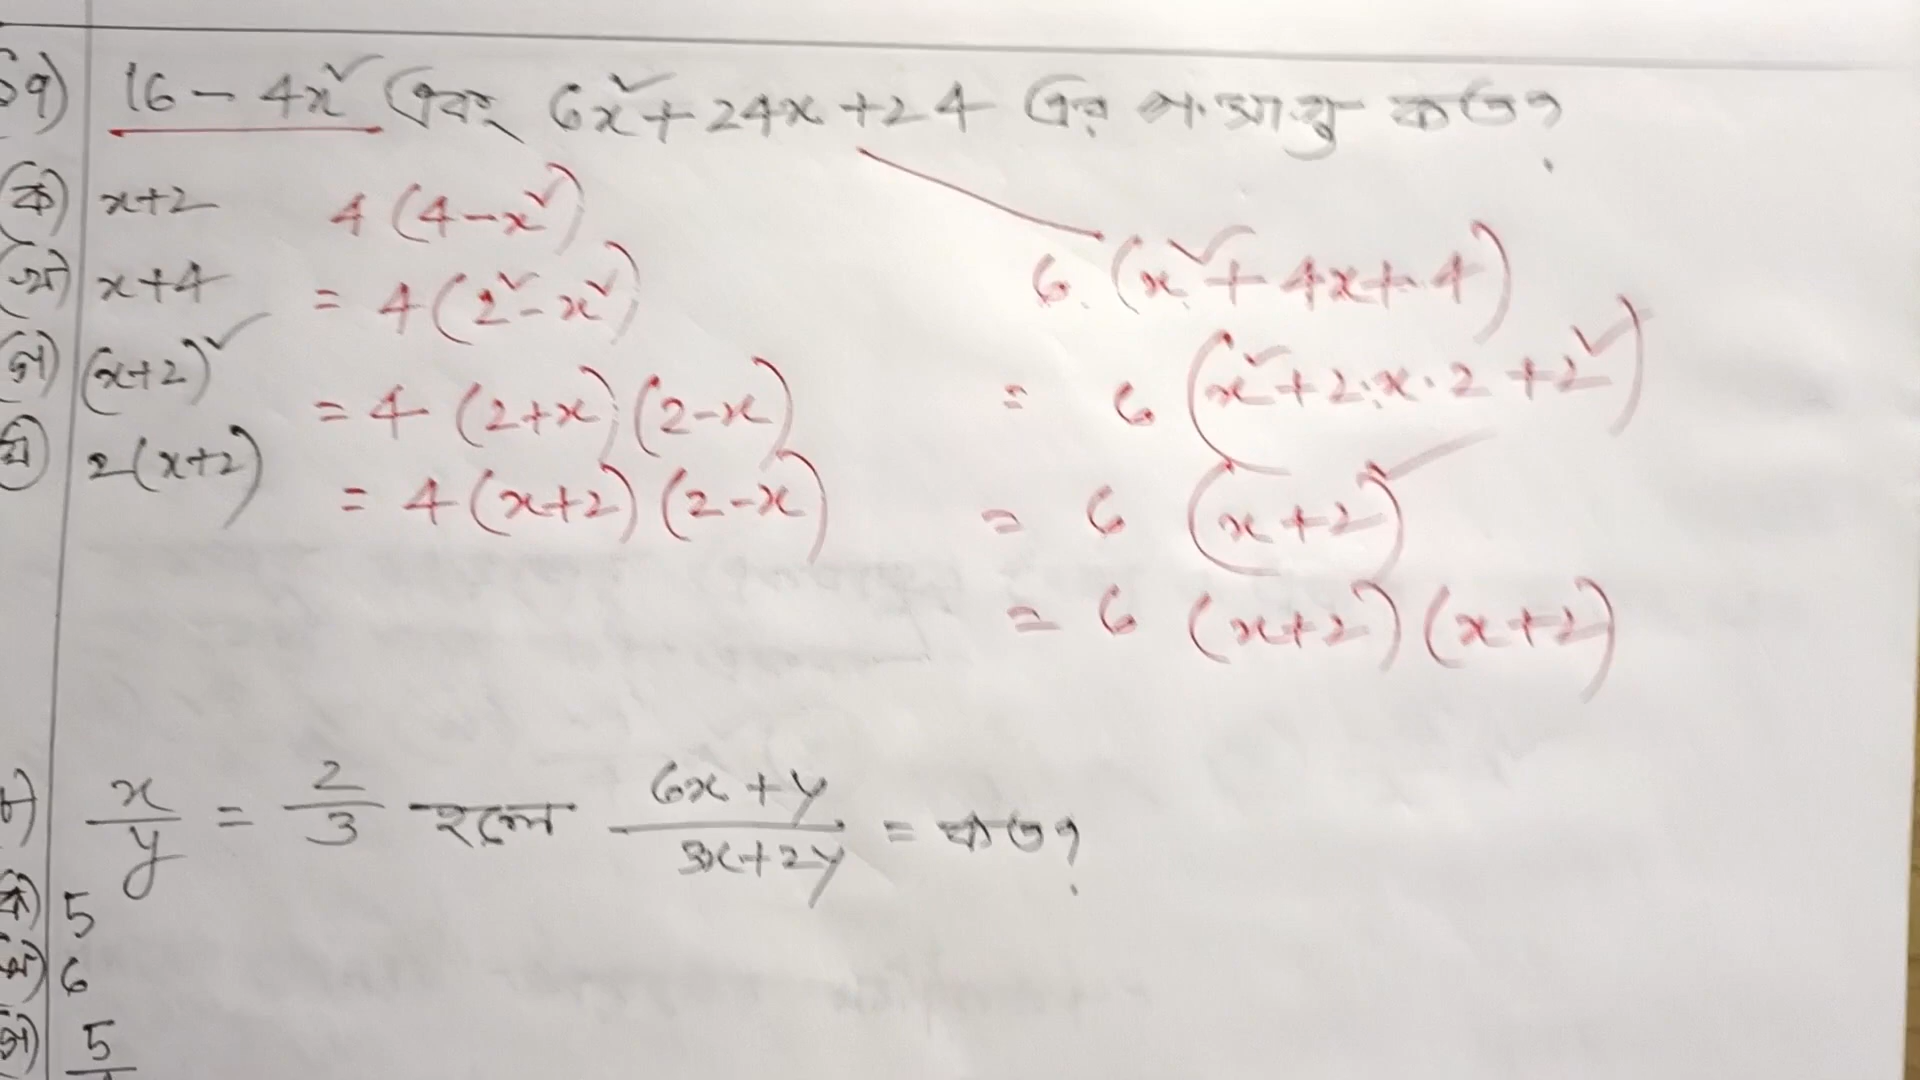 ১৭) 16 - 4x² এবং 6x² + 24x + 24 এর গ.সা.গু কত?
ক) x+2
খ) x+4
গ) (x+2)²
ঘ) 2(x+2)
4(4-x²)
= 4(2²-x²)
= 4(2+x)(2-x)
= 4(x+2)(2-x)
6(x²+4x+4)
= 6(x²+2.x.2+2²)
= 6(x+2)²
= 6(x+2)(x+2)
x/y = 2/3 হলে (6x+y)/(3x+2y) = কত?
ক) 5
খ) 6
গ) 5